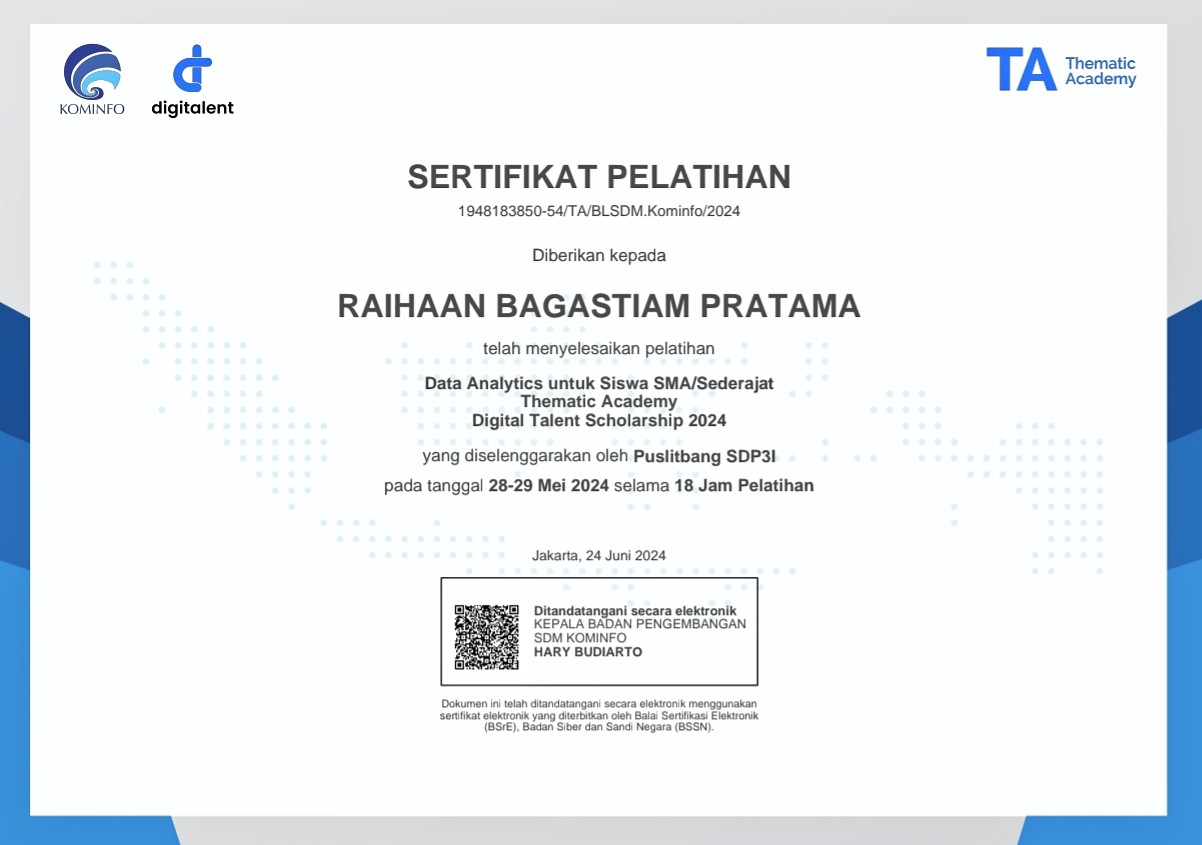 KOMINFO
digitalent
TA Thematic
Academy
SERTIFIKAT PELATIHAN
1948183850-54/TA/BLSDM.Kominfo/2024
Diberikan kepada
RAIHAAN BAGASTIAM PRATAMA
telah menyelesaikan pelatihan
Data Analytics untuk Siswa SMA/Sederajat
Thematic Academy
Digital Talent Scholarship 2024
yang diselenggarakan oleh Puslitbang SDP3I
pada tanggal 28-29 Mei 2024 selama 18 Jam Pelatihan
Jakarta, 24 Juni 2024
Ditandatangani secara elektronik
KEPALA BADAN PENGEMBANGAN
SDM KOMINFO
HARY BUDIARTO
Dokumen ini telah ditandatangani secara elektronik menggunakan
sertifikat elektronik yang diterbitkan oleh Balai Sertifikasi Elektronik
(BSrE), Badan Siber dan Sandi Negara (BSSN).